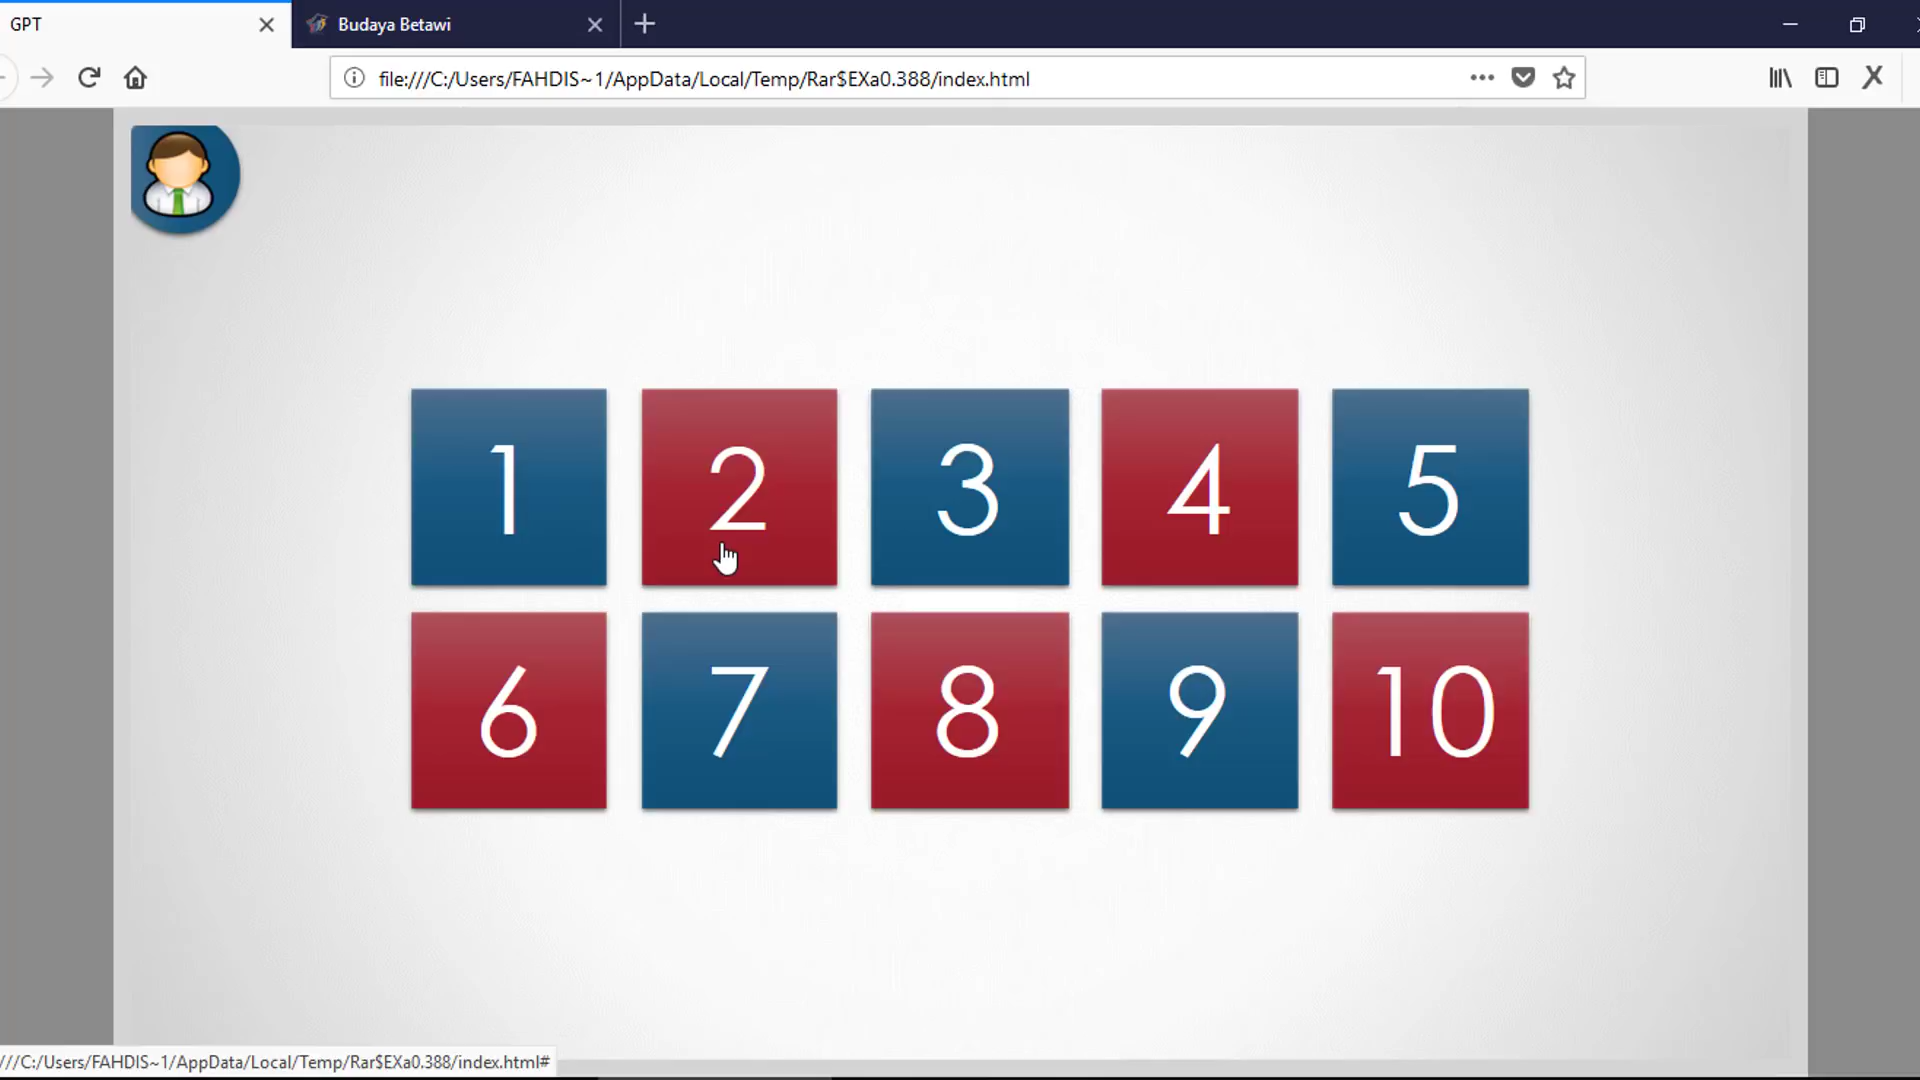 GPT
Budaya Betawi
file:///C:/Users/FAHDIS~1/AppData/Local/Temp/Rar$EXa0.388/index.html
1 2 3 4 5
6 7 8 9 10
///C:/Users/FAHDIS~1/AppData/Local/Temp/Rar$EXa0.388/index.html#